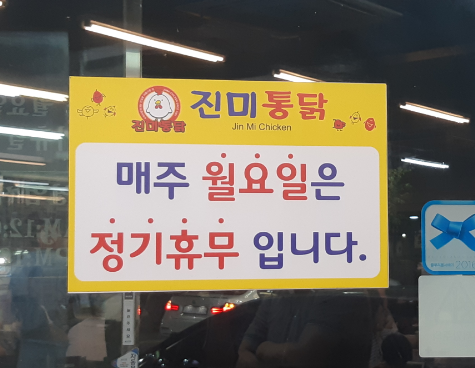 진미통닭
진미통닭
Jin Mi Chicken
매주 월요일은
정기휴무 입니다.